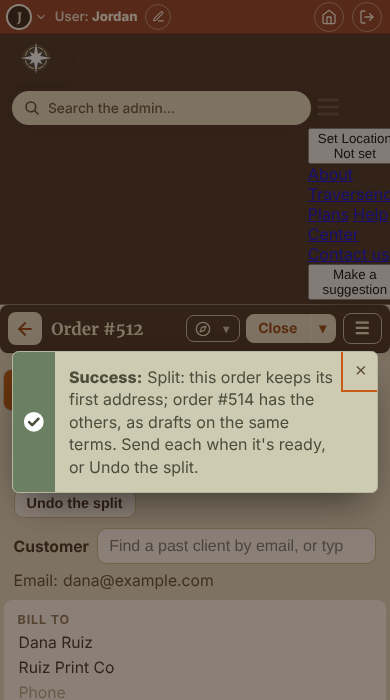 J
User: Jordan
Search the admin...
Set Location
Not set
About
Plans Help
Center
Contact us
Make a
suggestion
Order #512
Close
Success: Split: this order keeps its
first address; order #514 has the
others, as drafts on the same
terms. Send each when it's ready,
or Undo the split.
Undo the split
Customer
Find a past client by email, or typ
Email: dana@example.com
BILL TO
Dana Ruiz
Ruiz Print Co
Phone